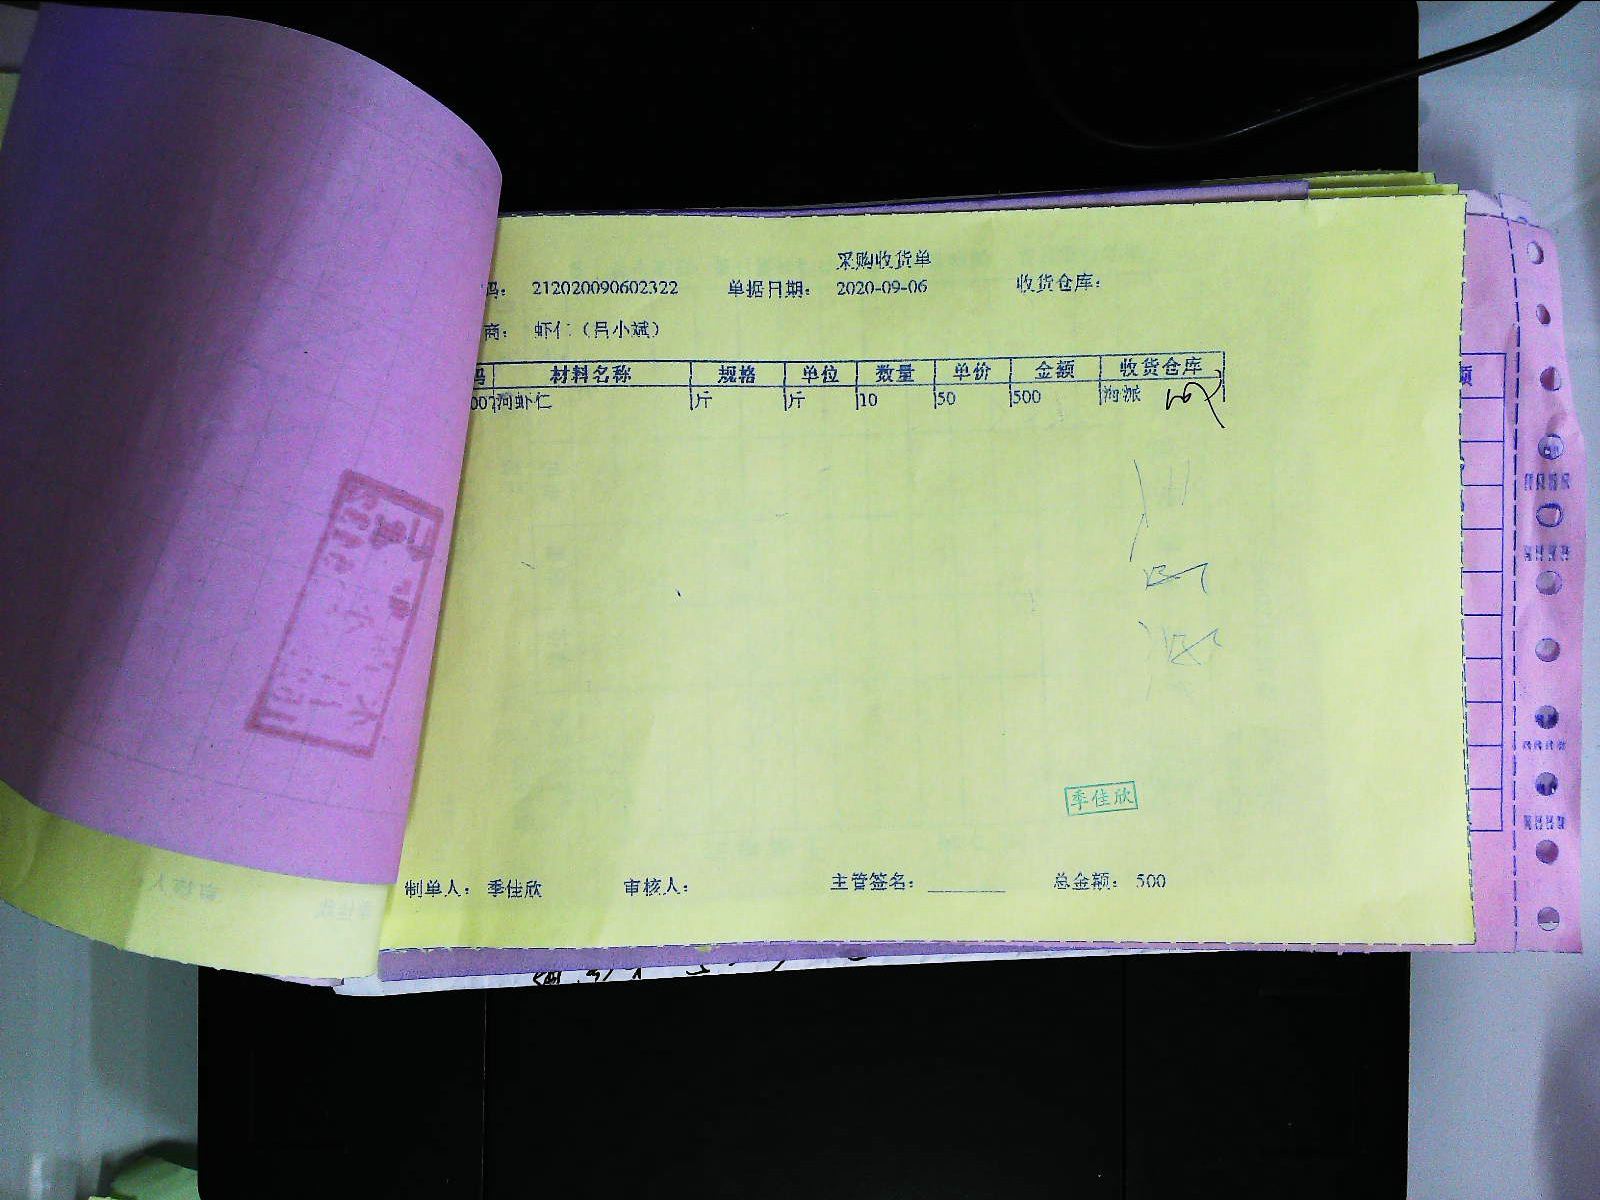 采购收货单
码： 212020090602322 单据日期： 2020-09-06 收货仓库：
商： 虾仁（吕小斌）
码 材料名称 规格 单位 数量 单价 金额 收货仓库
007 河虾仁 斤 斤 10 50 500 海派
季佳欣
制单人： 季佳欣 审核人： 主管签名： 总金额： 500